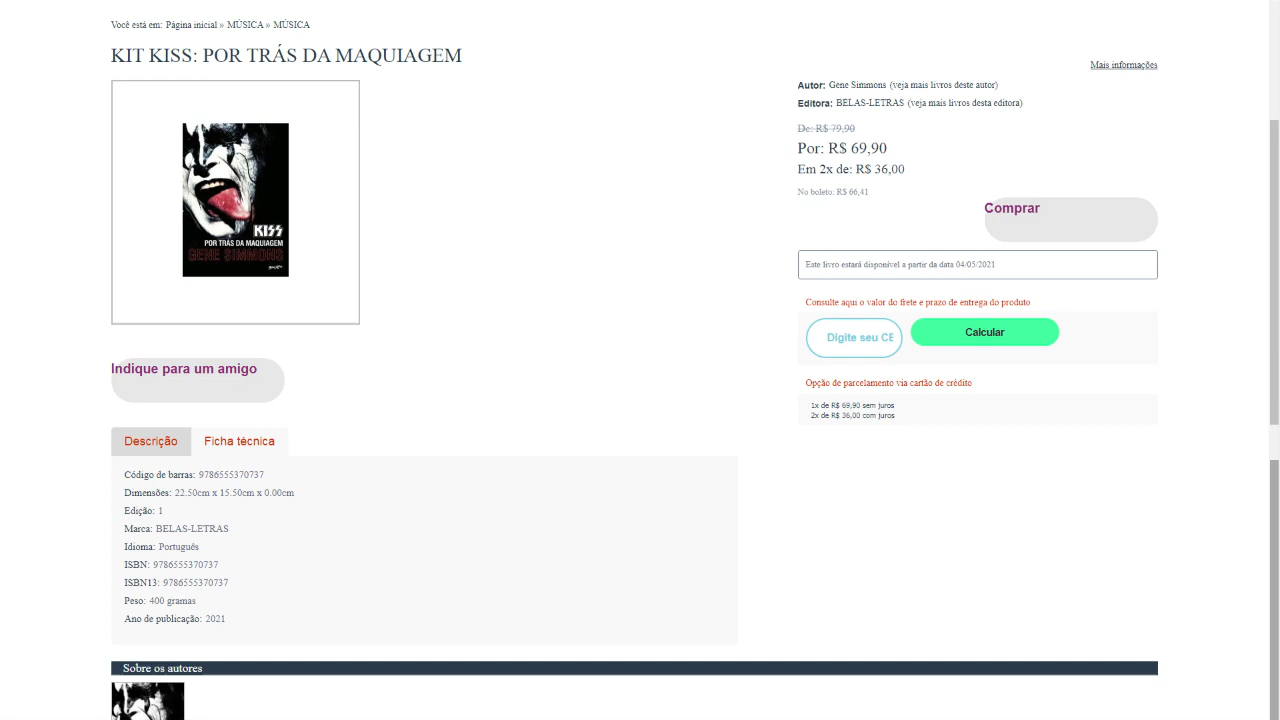 Você está em: Página inicial » MÚSICA » MÚSICA
KIT KISS: POR TRÁS DA MAQUIAGEM
Mais informações
KISS
POR TRÁS DA MAQUIAGEM
GENE SIMMONS
Autor: Gene Simmons (veja mais livros deste autor)
Editora: BELAS-LETRAS (veja mais livros desta editora)
De: R$ 79,90
Por: R$ 69,90
Em 2x de: R$ 36,00
No boleto: R$ 66,41
Comprar
Este livro estará disponível a partir da data 04/05/2021
Consulte aqui o valor do frete e prazo de entrega do produto
Digite seu CE
Calcular
Opção de parcelamento via cartão de crédito
1x de R$ 69,90 sem juros
2x de R$ 36,00 com juros
Indique para um amigo
Descrição
Ficha técnica
Código de barras: 9786555370737
Dimensões: 22.50cm x 15.50cm x 0.00cm
Edição: 1
Marca: BELAS-LETRAS
Idioma: Português
ISBN: 9786555370737
ISBN13: 9786555370737
Peso: 400 gramas
Ano de publicação: 2021
Sobre os autores